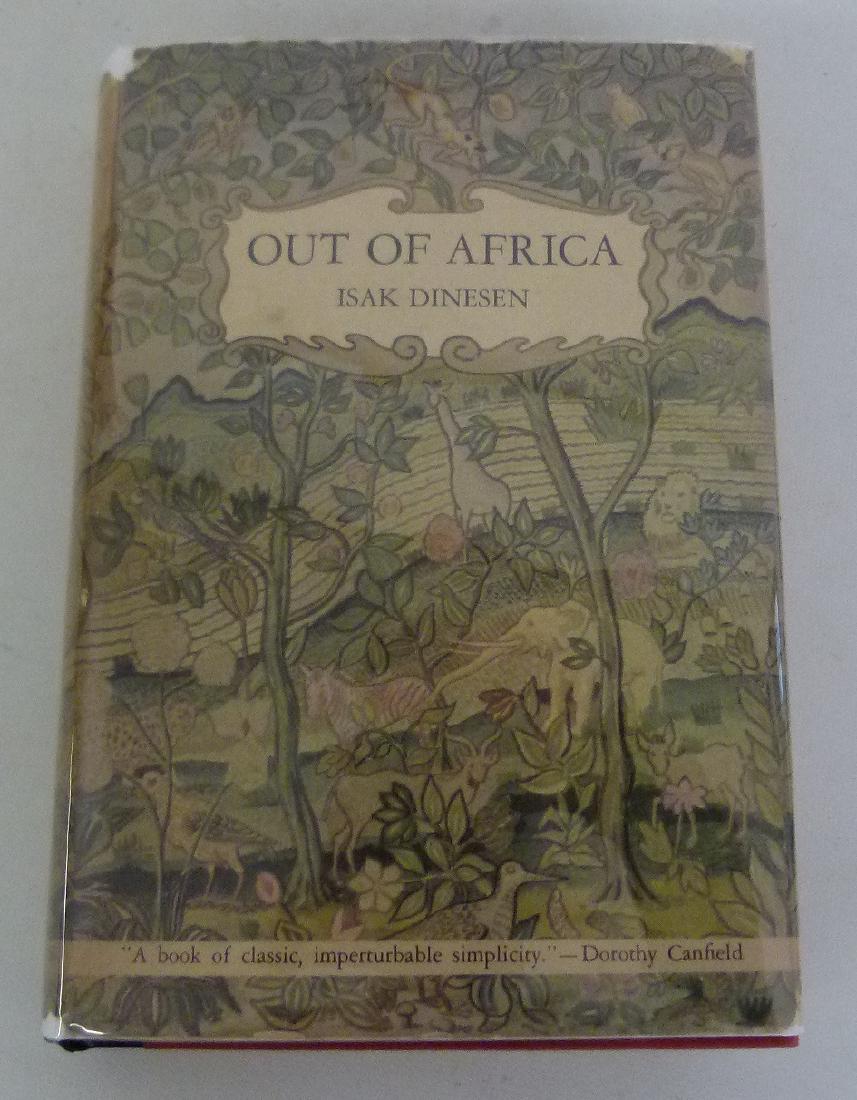 OUT OF AFRICA
ISAK DINESEN
"A book of classic, imperturbable simplicity."—Dorothy Canfield